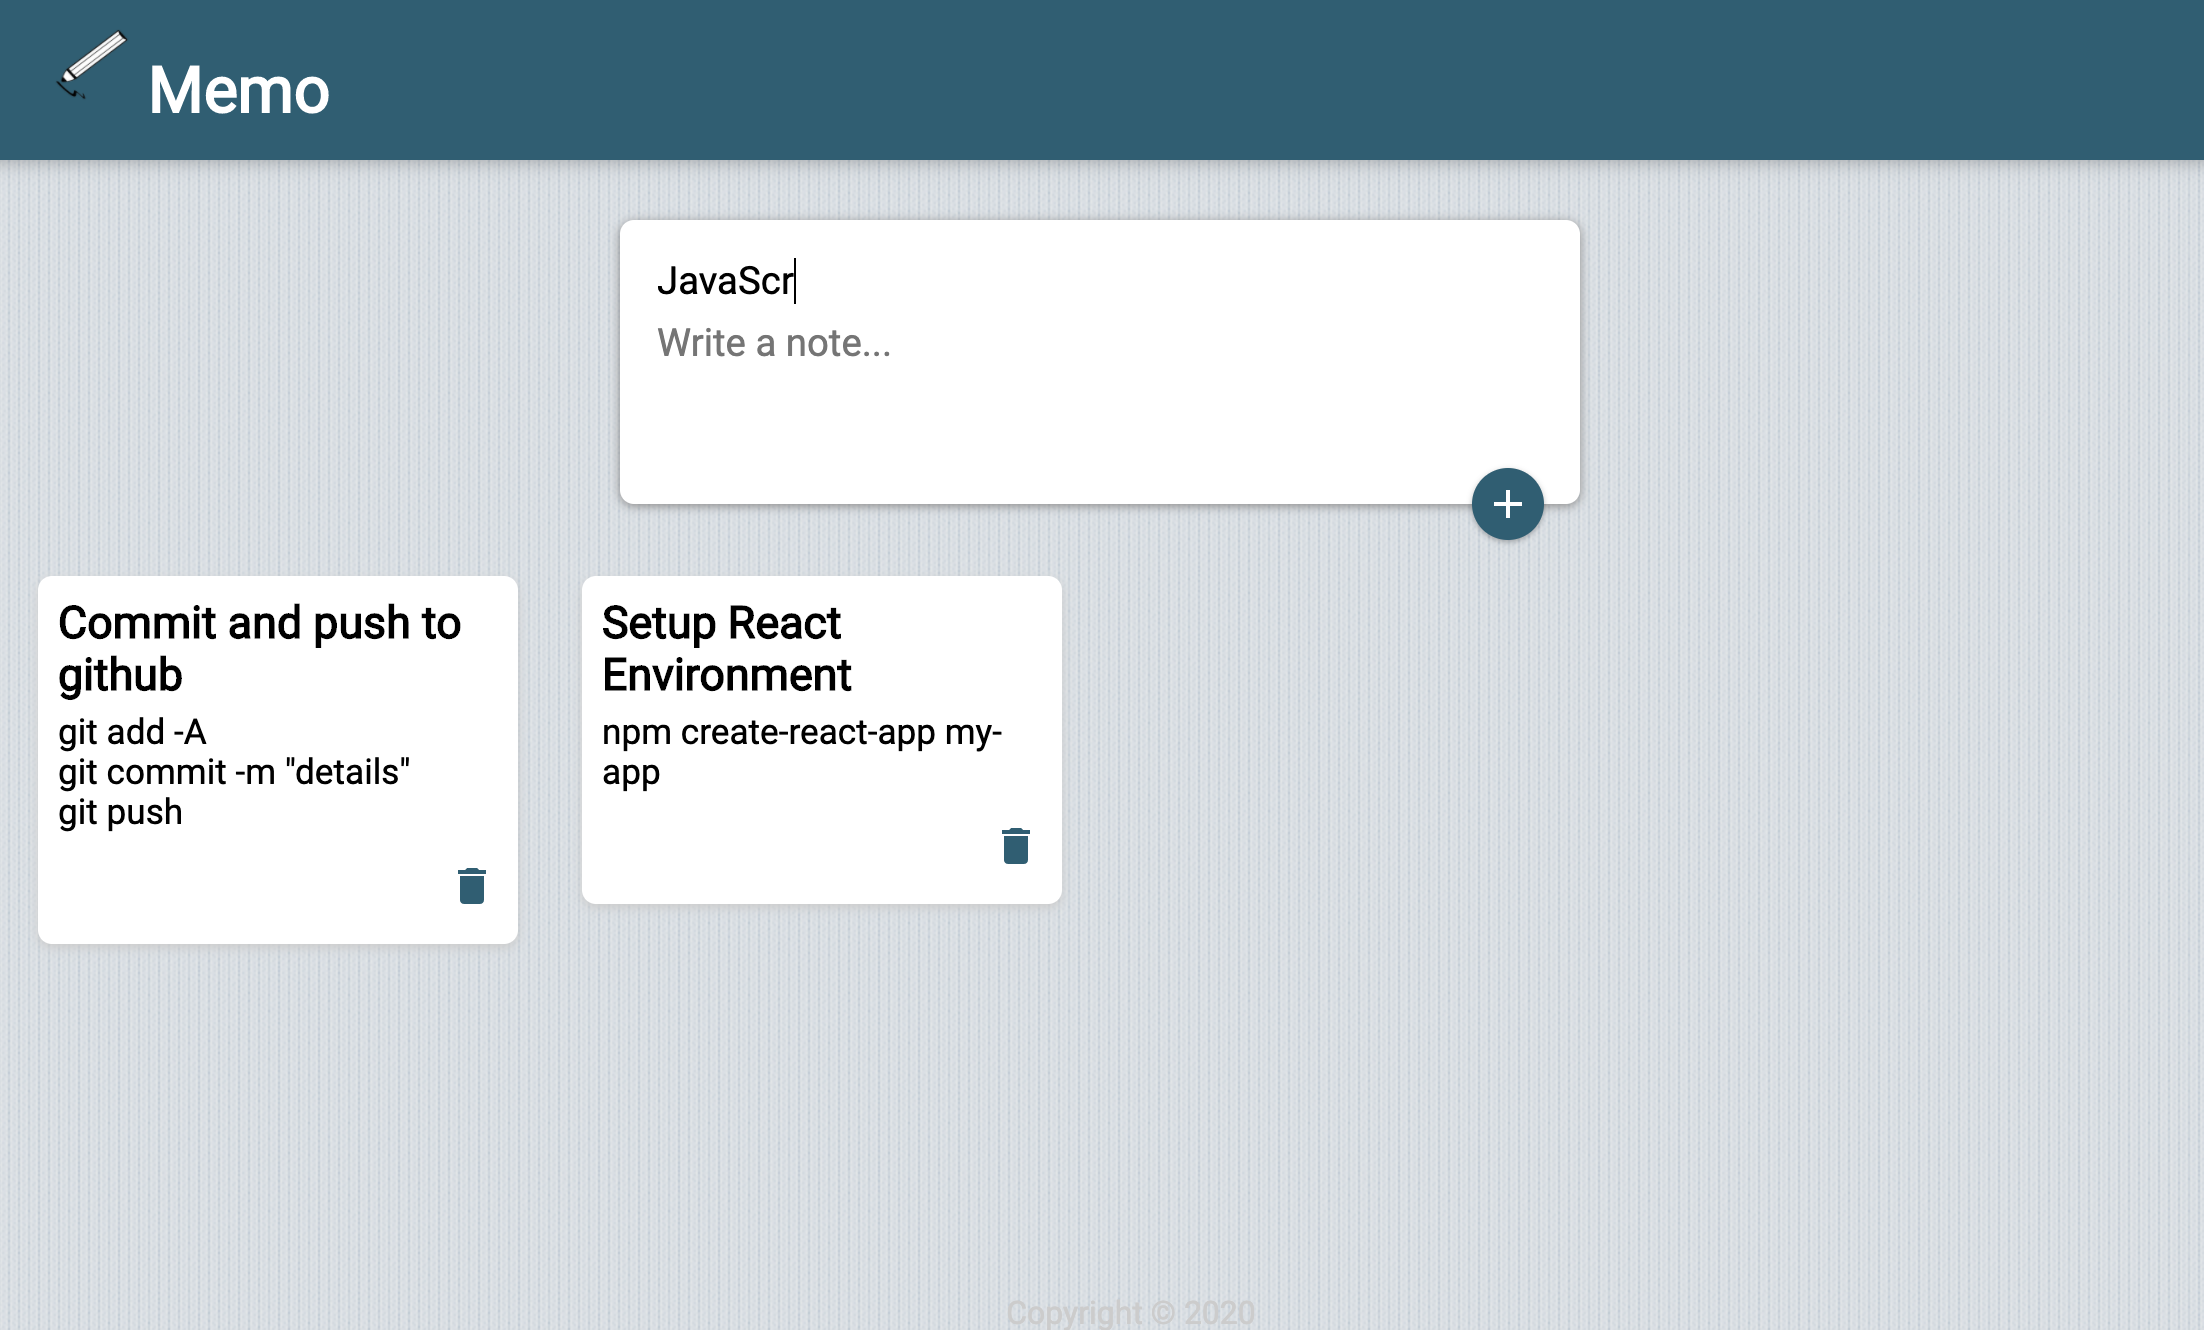 Memo
JavaScr
Write a note...
Commit and push to
github
git add -A
git commit -m "details"
git push
Setup React
Environment
npm create-react-app my-
app
Copyright © 2020